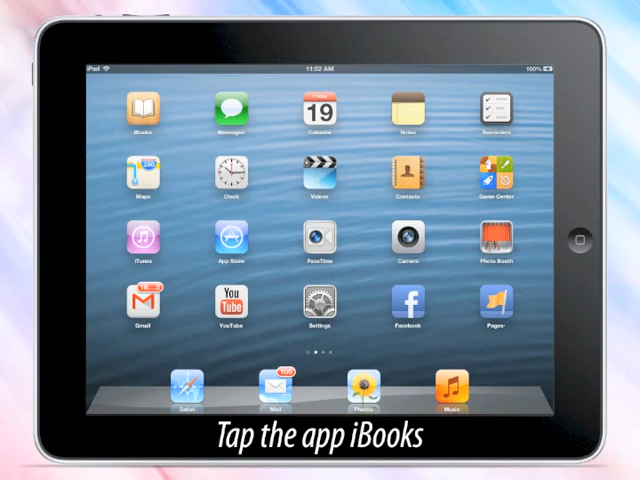 iPad 11:52 AM 100%
Thursday
19
iBooks Messages Calendar Notes Reminders
280
Maps Clock Videos Contacts Game Center
iTunes App Store FaceTime Camera Photo Booth
You
Tube
Gmail YouTube Settings Facebook Pages
Safari Mail Photos Music
Tap the app iBooks